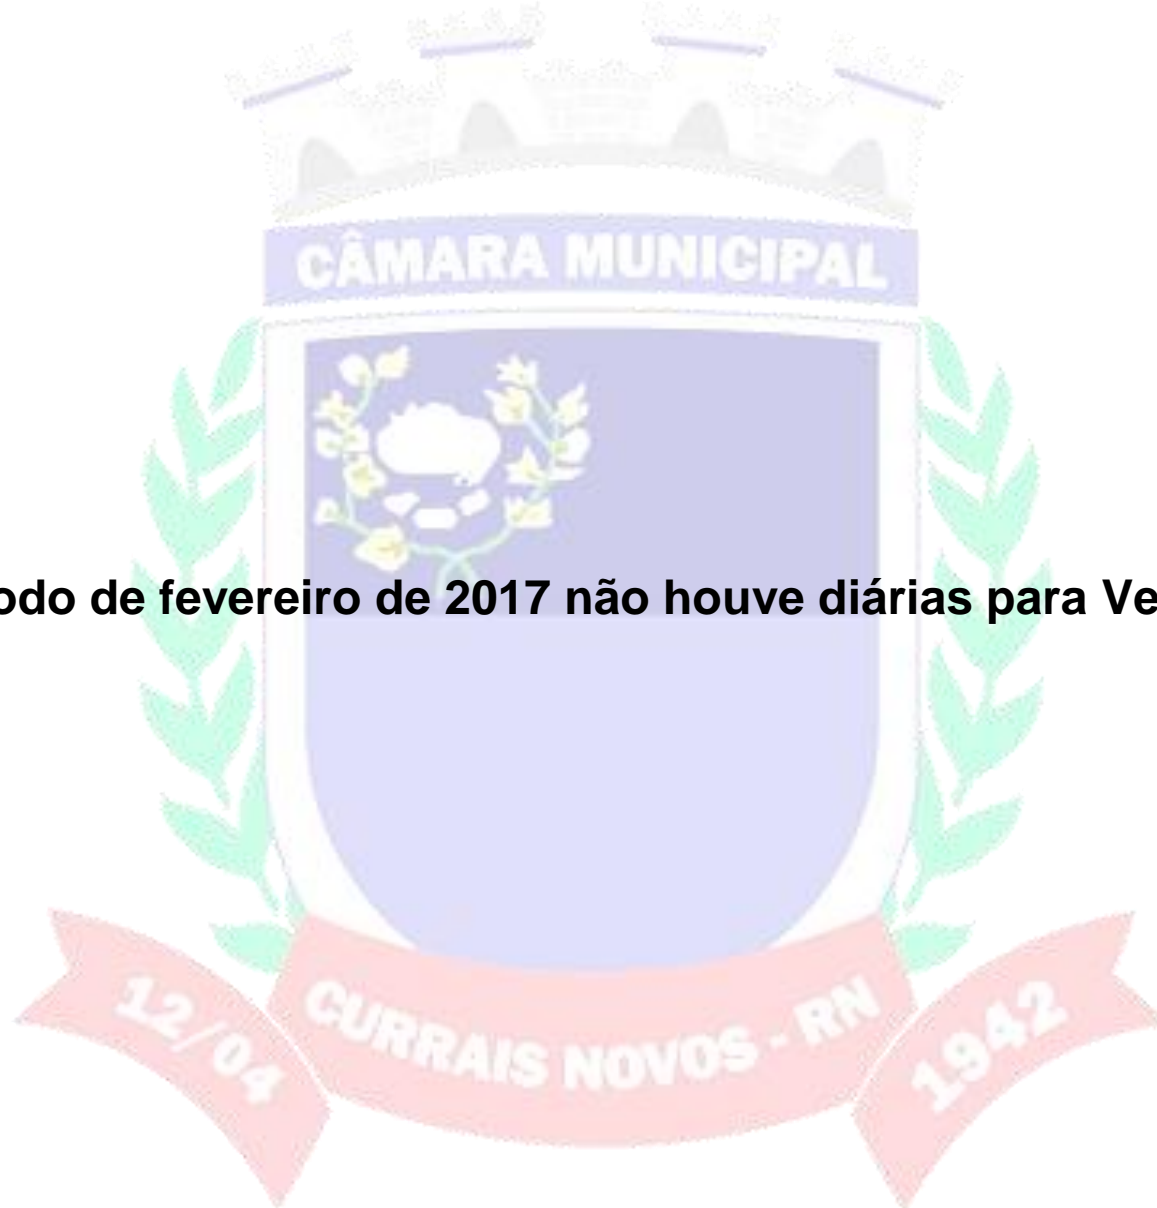 CÂMARA MUNICIPAL
odo de fevereiro de 2017 não houve diárias para Ve
12/04
CURRAIS NOVOS - RN
1942